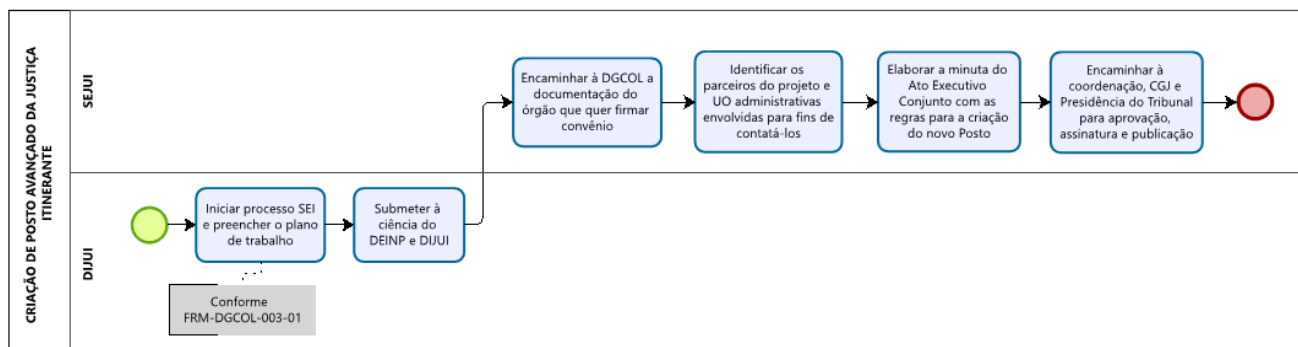 CRIAÇÃO DE POSTO AVANÇADO DA JUSTIÇA
ITINERANTE
SEJUI
Encaminhar à DGCOL a
documentação do
órgão que quer firmar
convênio
Identificar os
parceiros do projeto e
UO administrativas
envolvidas para fins de
contatá-los
Elaborar a minuta do
Ato Executivo
Conjunto com as
regras para a criação
do novo Posto
Encaminhar à
coordenação, CGJ e
Presidência do Tribunal
para aprovação,
assinatura e publicação
DIJUI
Iniciar processo SEI
e preencher o plano
de trabalho
Submeter à
ciência do
DEINP e DIJUI
Conforme
FRM-DGCOL-003-01